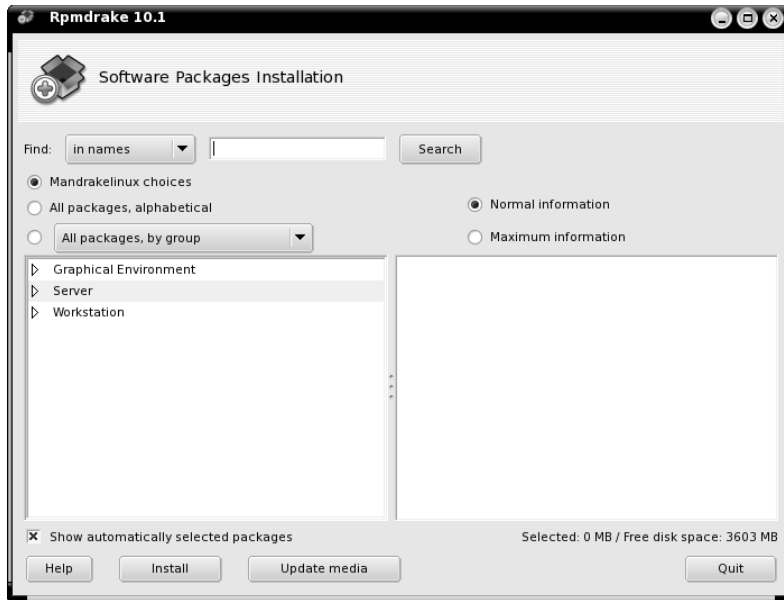 Rpmdrake 10.1
Software Packages Installation
Find: in names Search
Mandrakelinux choices
All packages, alphabetical
All packages, by group
Normal information
Maximum information
Graphical Environment
Server
Workstation
Show automatically selected packages
Selected: 0 MB / Free disk space: 3603 MB
Help Install Update media Quit